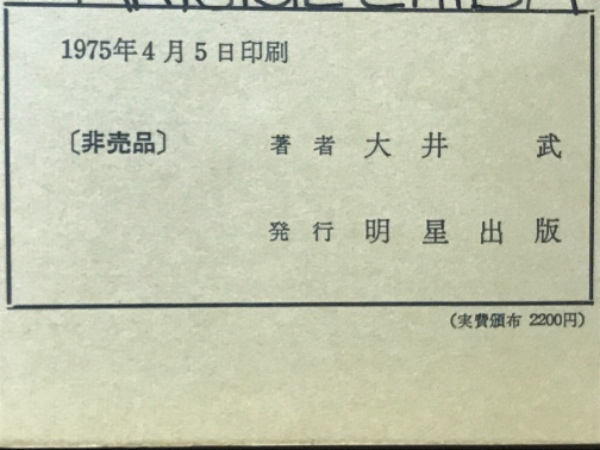 1975年4月5日印刷
〔非売品〕 著者 大井 武
発行 明星出版
(実費頒布 2200円)